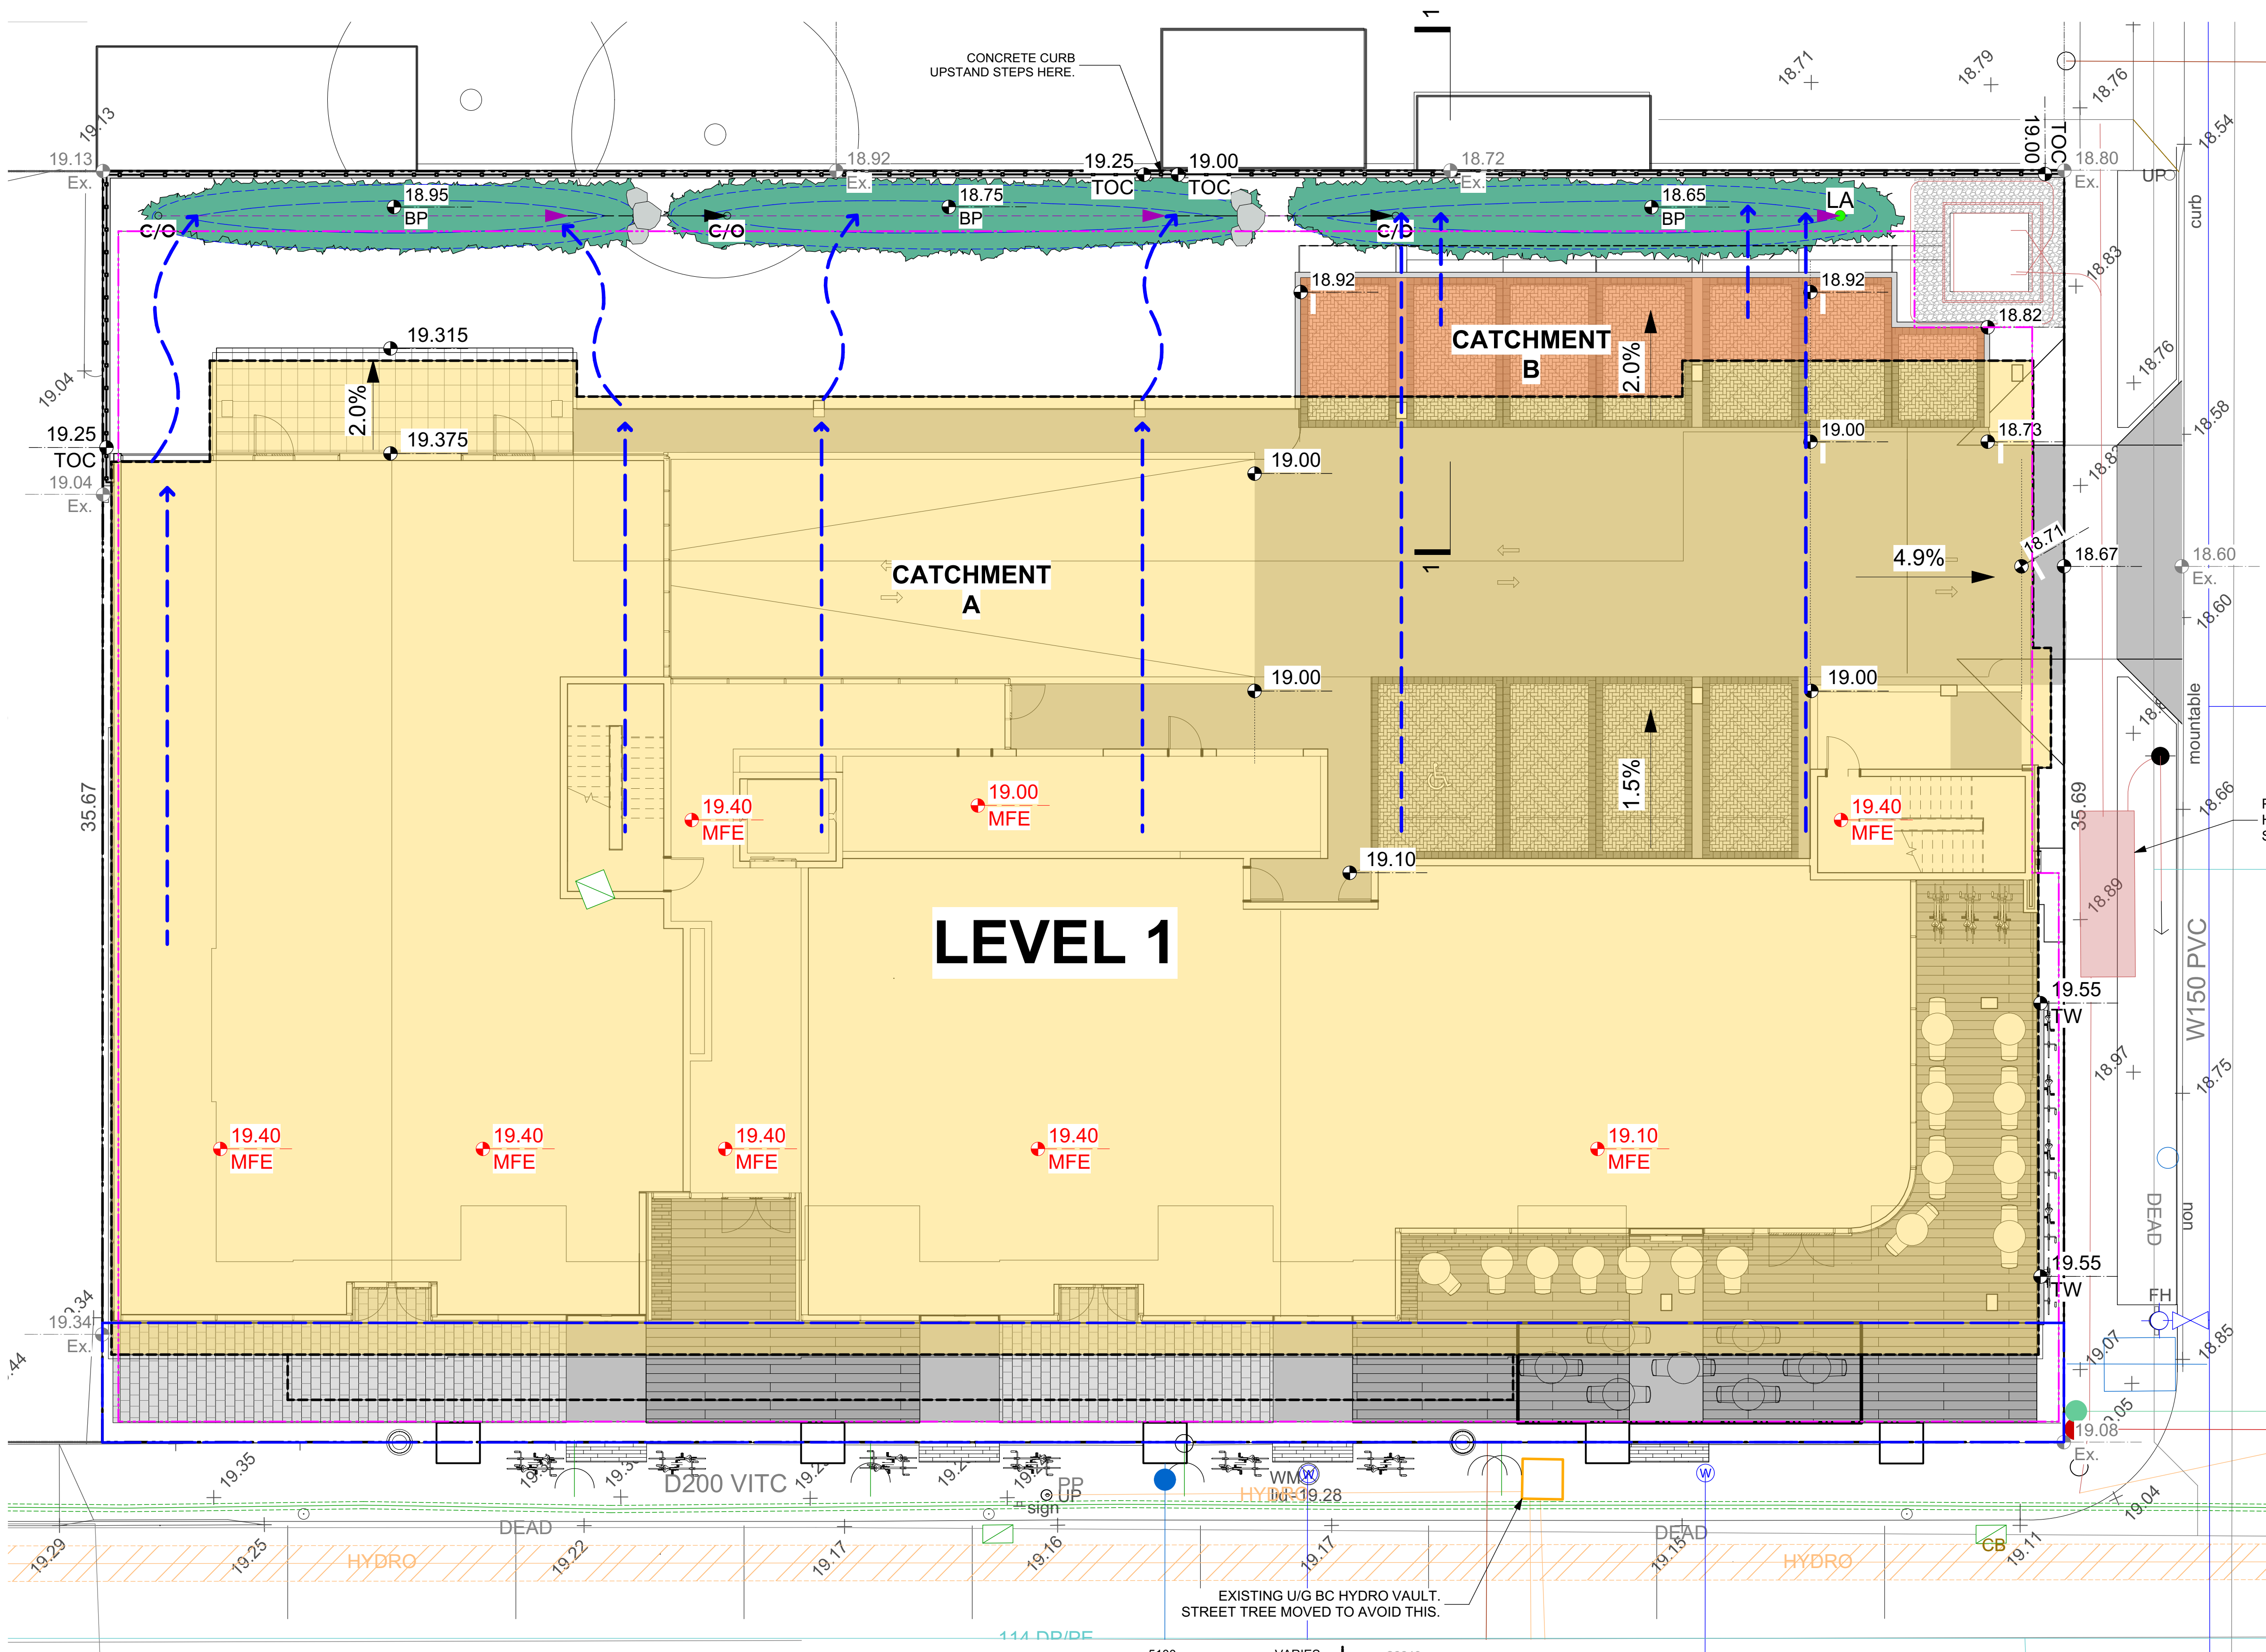 1
CONCRETE CURB
UPSTAND STEPS HERE.
18.71
18.79
18.76
18.54
19.13
19.13
Ex.
18.92
Ex.
19.25
TOC
19.00
TOC
18.72
Ex.
19.00
TOC
18.80
Ex.
UP
curb
18.95
BP
18.75
BP
18.65
BP
LA
C/O
C/O
C/O
18.83
18.92
18.92
18.82
CATCHMENT
B
2.0%
19.315
2.0%
19.375
18.76
19.04
18.58
19.25
TOC
19.04
Ex.
19.00
19.00
18.73
18.71
18.67
18.60
Ex.
4.9%
1
CATCHMENT
A
18.60
19.00
19.00
mountable
1.5%
35.67
35.69
19.40
MFE
19.00
MFE
19.40
MFE
18.66
19.10
18.89
LEVEL 1
W150 PVC
19.55
TW
18.97
18.75
19.40
MFE
19.40
MFE
19.40
MFE
19.40
MFE
19.10
MFE
DEAD
19.55
TW
FH
19.34
Ex.
19.07
18.85
19.08
Ex.
19.35
D200 VITC
PP
UP
sign
WM
W
HYDRO
lid=19.28
W
19.04
DEAD
DEAD
CB
19.29
19.25
19.22
19.17
19.16
19.17
19.15
19.11
HYDRO
HYDRO
EXISTING U/G BC HYDRO VAULT.
STREET TREE MOVED TO AVOID THIS.
114 DP/PE
5100
VARIES